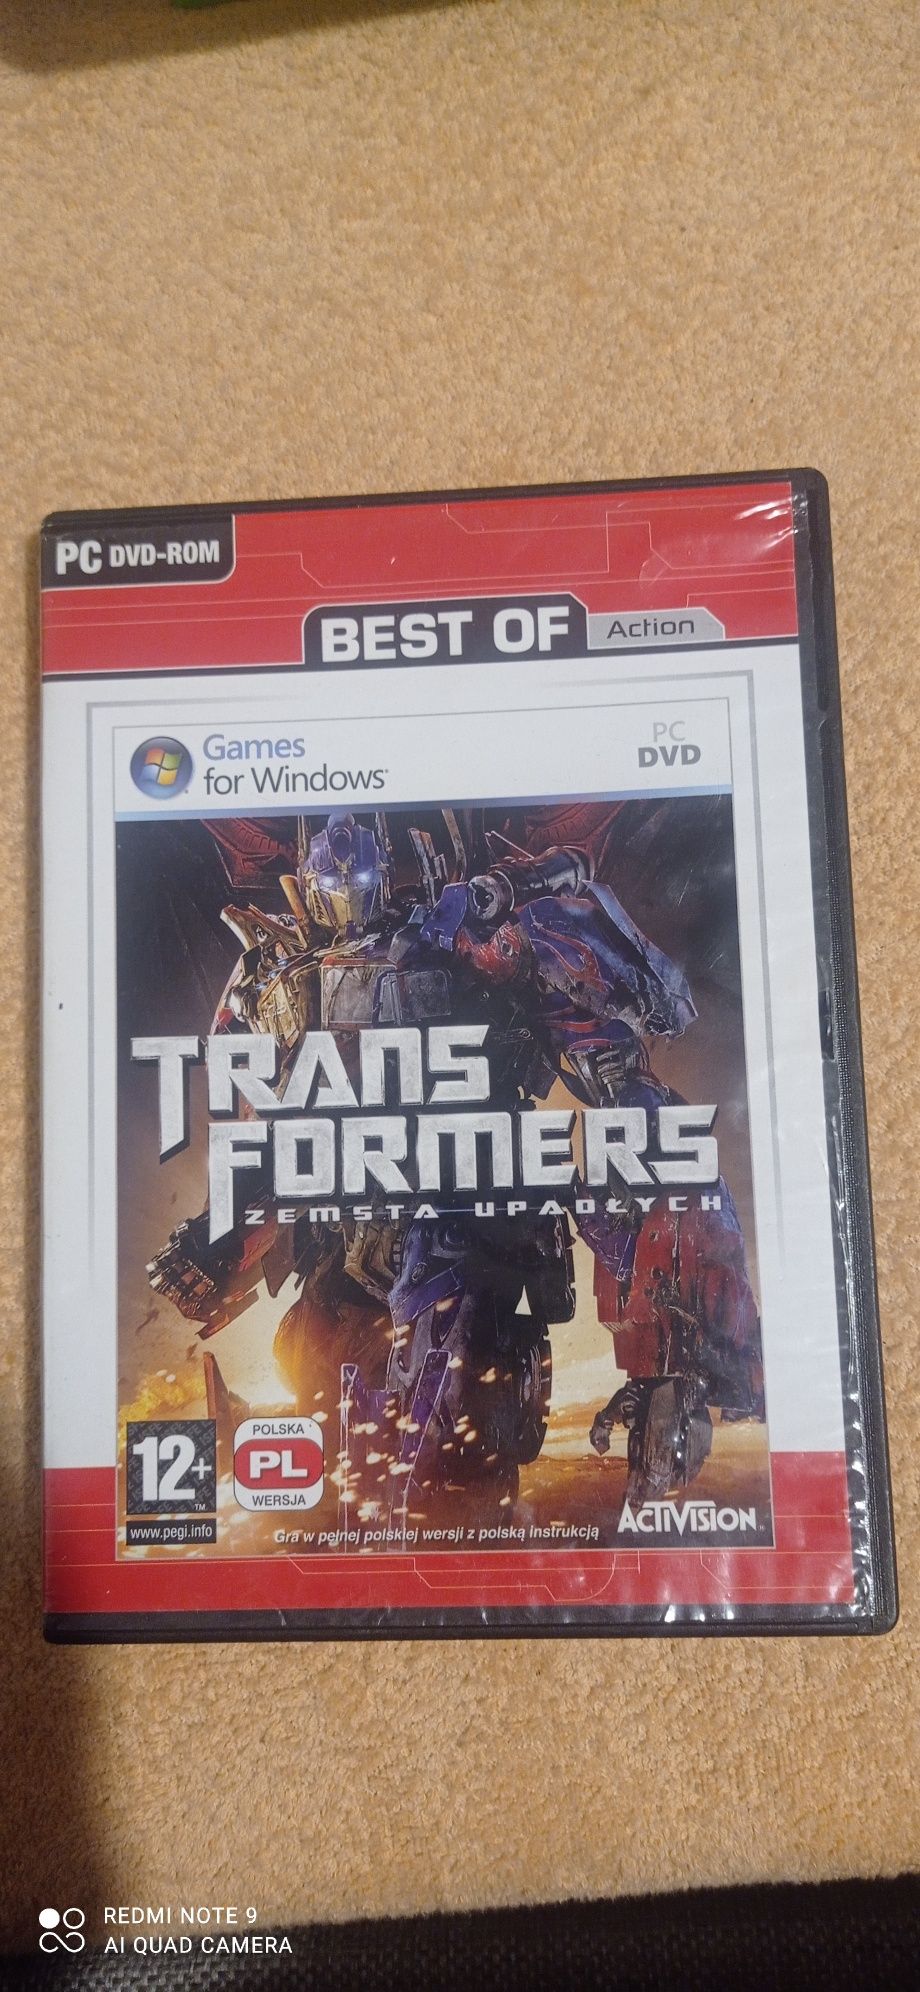 PC DVD-ROM
BEST OF Action
Games
for Windows
PC
DVD
TRANS
FORMERS
ZEMSTA UPADŁYCH
12+
www.pegi.info
POLSKA
PL
WERSJA
Gra w pełnej polskiej wersji z polską instrukcją
ACTIVISION
REDMI NOTE 9
AI QUAD CAMERA